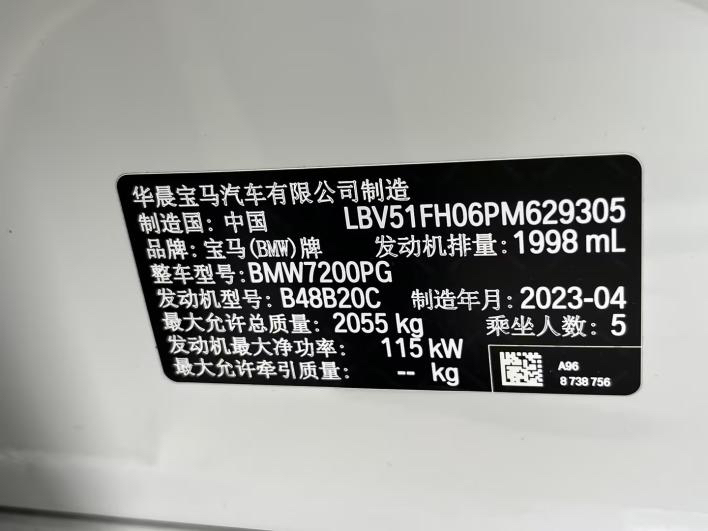 华晨宝马汽车有限公司制造
制造国: 中国 LBV51FH06PM629305
品牌: 宝马(BMW)牌 发动机排量: 1998 mL
整车型号: BMW7200PG
发动机型号: B48B20C 制造年月: 2023-04
最大允许总质量: 2055 kg 乘坐人数: 5
发动机最大净功率: 115 kW
最大允许牵引质量: -- kg
A96
8 738 756